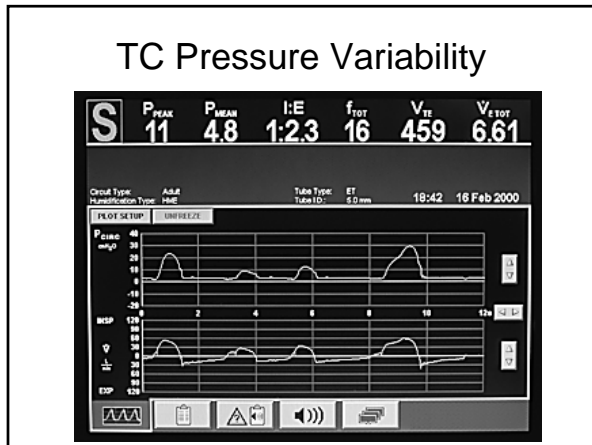 TC Pressure Variability
S PPEAK PMEAN I:E fTOT VTE V̇E TOT
11 4.8 1:2.3 16 459 6.61
Circuit Type: Adult Tube Type: ET
Humidification Type: HME Tube I.D.: 5.0 mm 18:42 16 Feb 2000
PLOT SETUP UNFREEZE
PCIRC
40
30
20
10
0
-10
-20
0 2 4 6 8 10 12s
INSP 120
90
60
30
V̇ 0
30
60
90
EXP 120